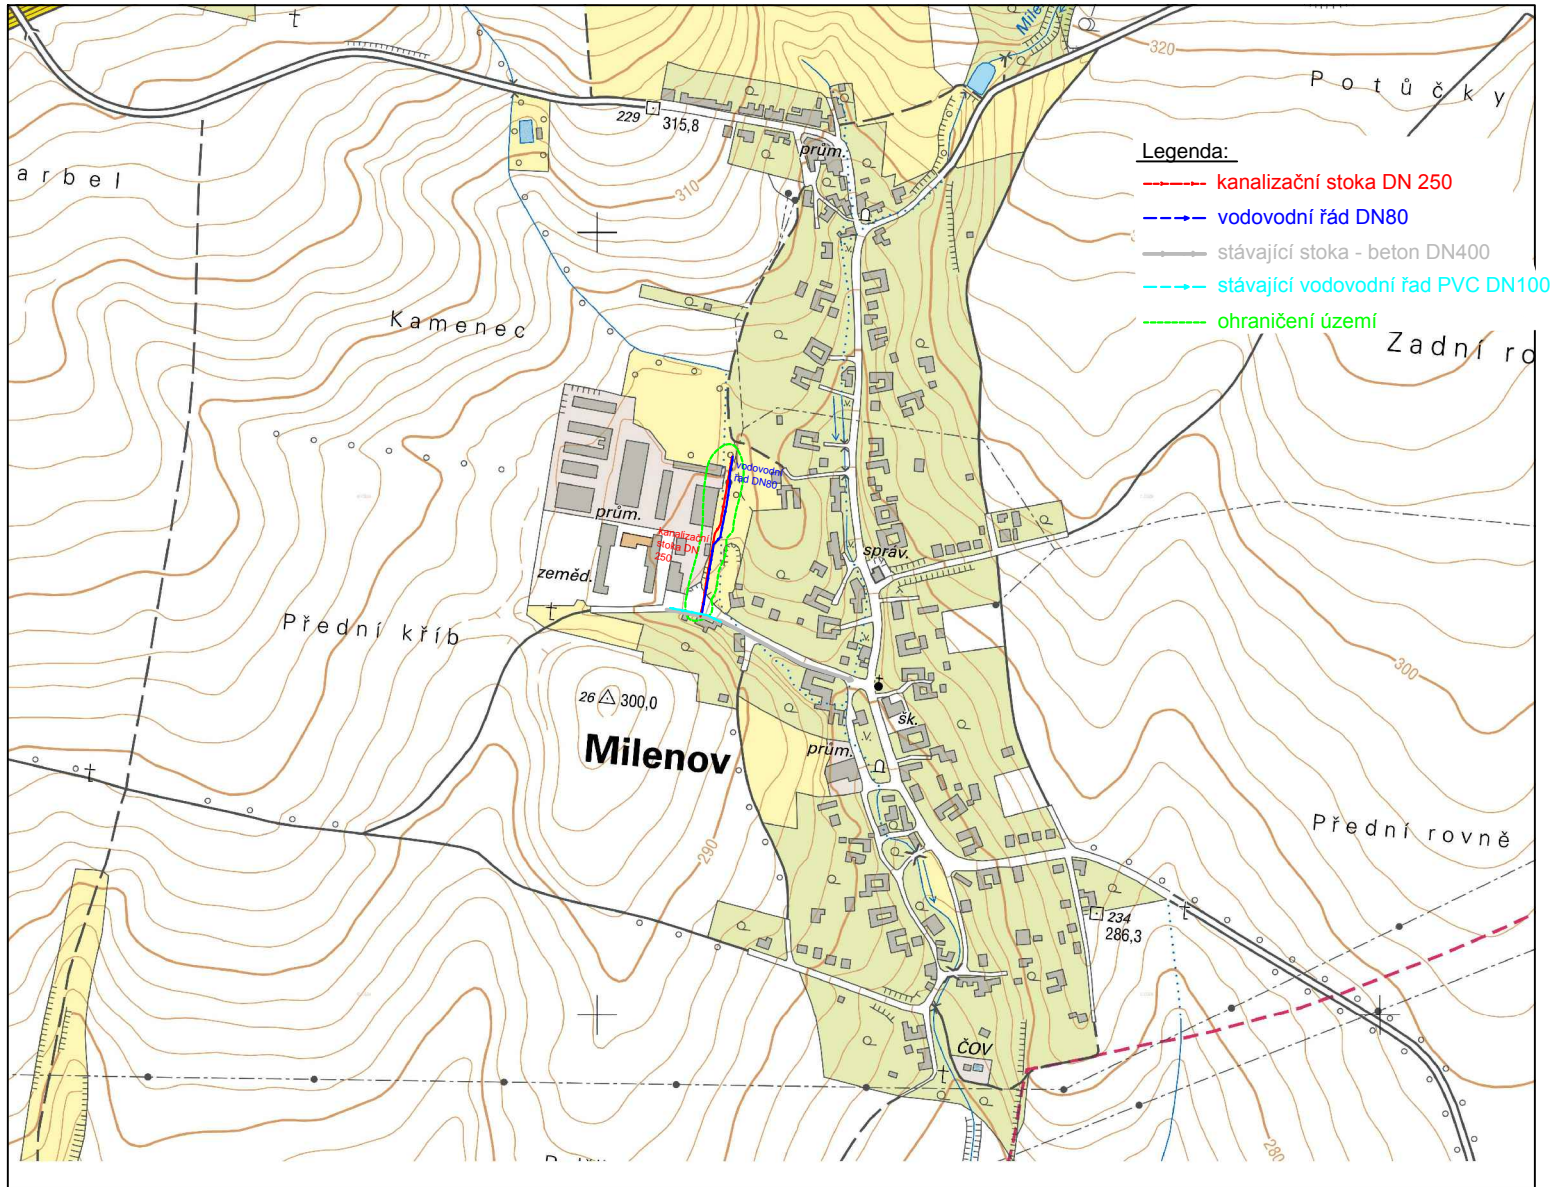 Mile
320
Potůčky
229
315,8
prům.
Legenda:
kanalizační stoka DN 250
vodovodní řád DN80
stávající stoka - beton DN400
stávající vodovodní řad PVC DN100
ohraničení území
arbel
310
Kamenec
Zadní ro
vodovodní
řad DN80
prům.
kanalizační
stoka DN
250
správ.
zeměd.
Přední kříb
300
26
300,0
šk.
Milenov
prům.
290
Přední rovně
234
286,3
ČOV
280